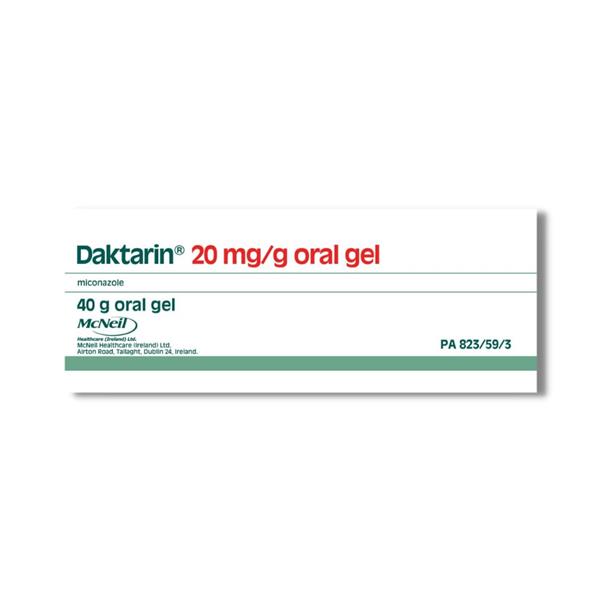 Daktarin® 20 mg/g oral gel
miconazole
40 g oral gel
McNeil
Healthcare (Ireland) Ltd.
McNeil Healthcare (Ireland) Ltd.
Airton Road, Tallaght, Dublin 24, Ireland.
PA 823/59/3